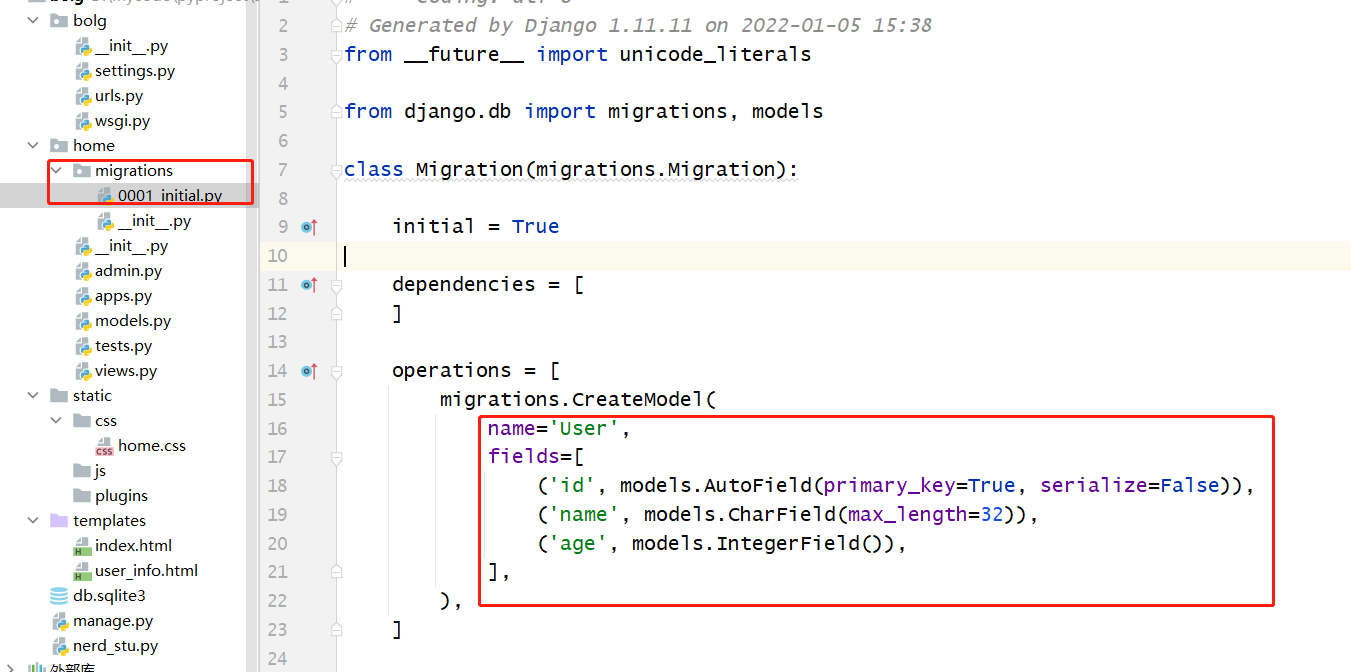 bolg
__init__.py
settings.py
urls.py
wsgi.py
home
migrations
0001_initial.py
__init__.py
__init__.py
admin.py
apps.py
models.py
tests.py
views.py
static
css
home.css
js
plugins
templates
index.html
user_info.html
db.sqlite3
manage.py
nerd_stu.py
外部库
2 # Generated by Django 1.11.11 on 2022-01-05 15:38
3 from __future__ import unicode_literals
4
5 from django.db import migrations, models
6
7 class Migration(migrations.Migration):
8
9 initial = True
10
11 dependencies = [
12 ]
13
14 operations = [
15 migrations.CreateModel(
16 name='User',
17 fields=[
18 ('id', models.AutoField(primary_key=True, serialize=False)),
19 ('name', models.CharField(max_length=32)),
20 ('age', models.IntegerField()),
21 ],
22 ),
23 ]
24